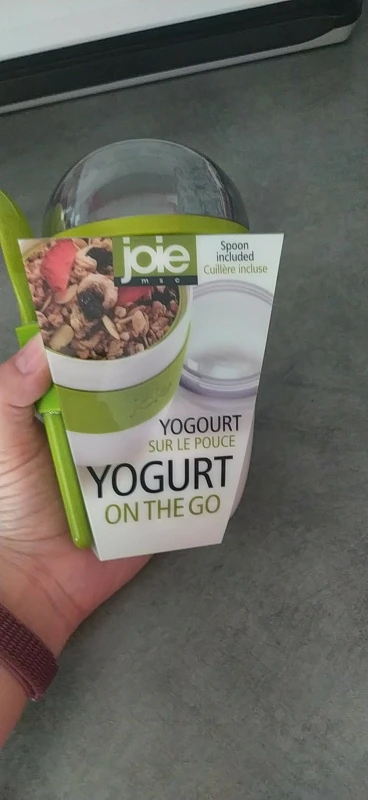 joie
msc
Spoon
included
Cuillère incluse
YOGOURT
SUR LE POUCE
YOGURT
ON THE GO